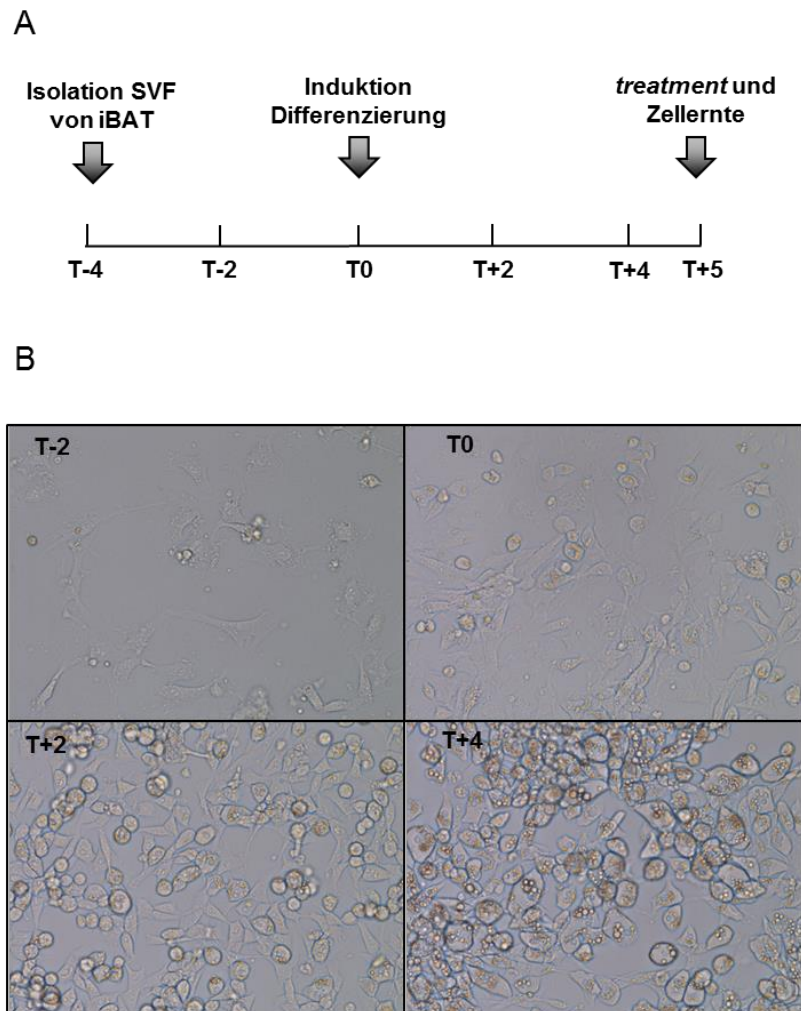 A
Isolation SVF
von iBAT
Induktion
Differenzierung
treatment und
Zellernte
T-4
T-2
T0
T+2
T+4
T+5
B
T-2
T0
T+2
T+4